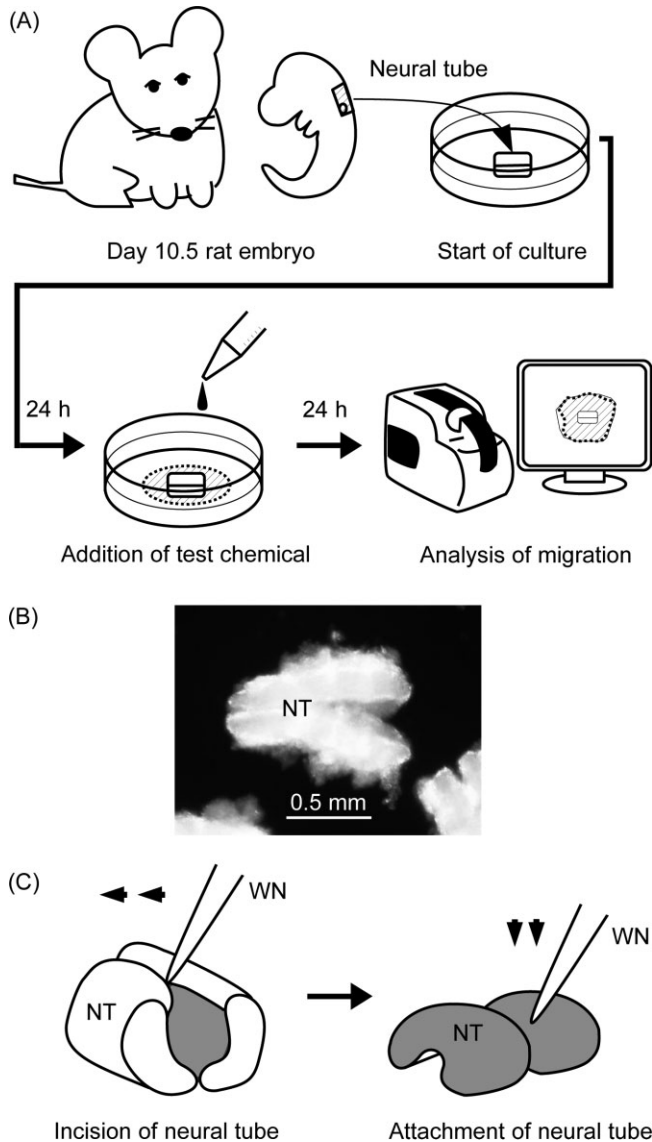 (A)
Neural tube
Day 10.5 rat embryo
Start of culture
24 h
24 h
Addition of test chemical
Analysis of migration
(B)
NT
0.5 mm
(C)
WN
NT
WN
NT
Incision of neural tube
Attachment of neural tube